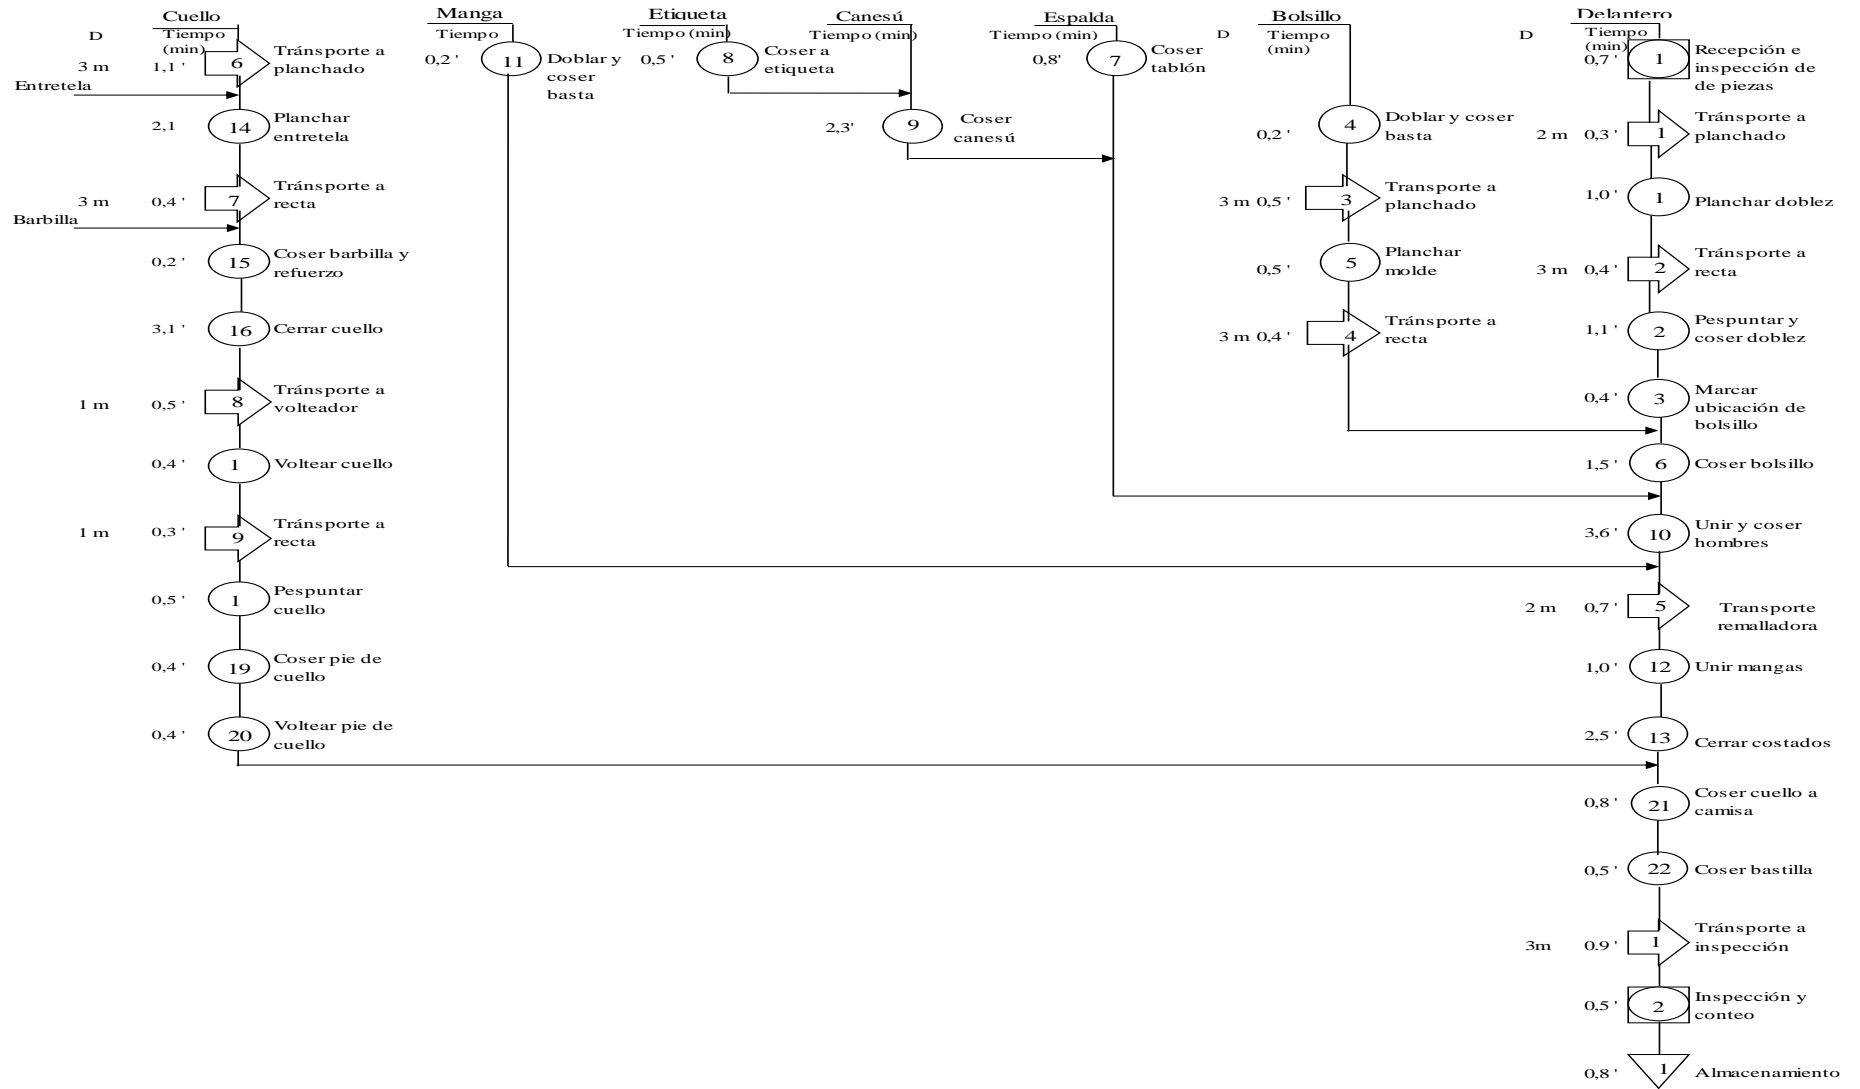 Cuello
D
Tiempo
(min)
3 m 1,1 '
6
Tránsporte a
planchado
Entretela
2,1
14
Planchar
entretela
3 m 0,4 '
7
Tránsporte a
recta
Barbilla
0,2 '
15
Coser barbilla y
refuerzo
3,1 '
16
Cerrar cuello
1 m 0,5 '
8
Tránsporte a
volteador
0,4 '
1
Voltear cuello
1 m 0,3 '
9
Tránsporte a
recta
0,5 '
1
Pespuntar
cuello
0,4 '
19
Coser pie de
cuello
0,4 '
20
Voltear pie de
cuello
Manga
Tiempo
0,2 '
11
Doblar y
coser
basta
Etiqueta
Tiempo (min)
0,5 '
8
Coser a
etiqueta
Canesú
Tiempo (min)
2,3'
9
Coser
canesú
Espalda
Tiempo (min)
0,8'
7
Coser
tablón
Bolsillo
D
Tiempo
(min)
0,2 '
4
Doblar y coser
basta
3 m 0,5 '
3
Transporte a
planchado
0,5 '
5
Planchar
molde
3 m 0,4 '
4
Tránsporte a
recta
Delantero
D
Tiempo
(min)
0,7 '
1
Recepción e
inspección de
de piezas
2 m 0,3 '
1
Tránsporte a
planchado
1,0'
1
Planchar doblez
3 m 0,4 '
2
Tránsporte a
recta
1,1 '
2
Pespuntar y
coser doblez
0,4 '
3
Marcar
ubicación de
bolsillo
1,5 '
6
Coser bolsillo
3,6 '
10
Unir y coser
hombres
2 m 0,7 '
5
Transporte
remalladora
1,0 '
12
Unir mangas
2,5 '
13
Cerrar costados
0,8 '
21
Coser cuello a
camisa
0,5 '
22
Coser bastilla
3m 0.9 '
1
Tránsporte a
inspección
0,5 '
2
Inspección y
conteo
0,8 '
1
Almacenamiento